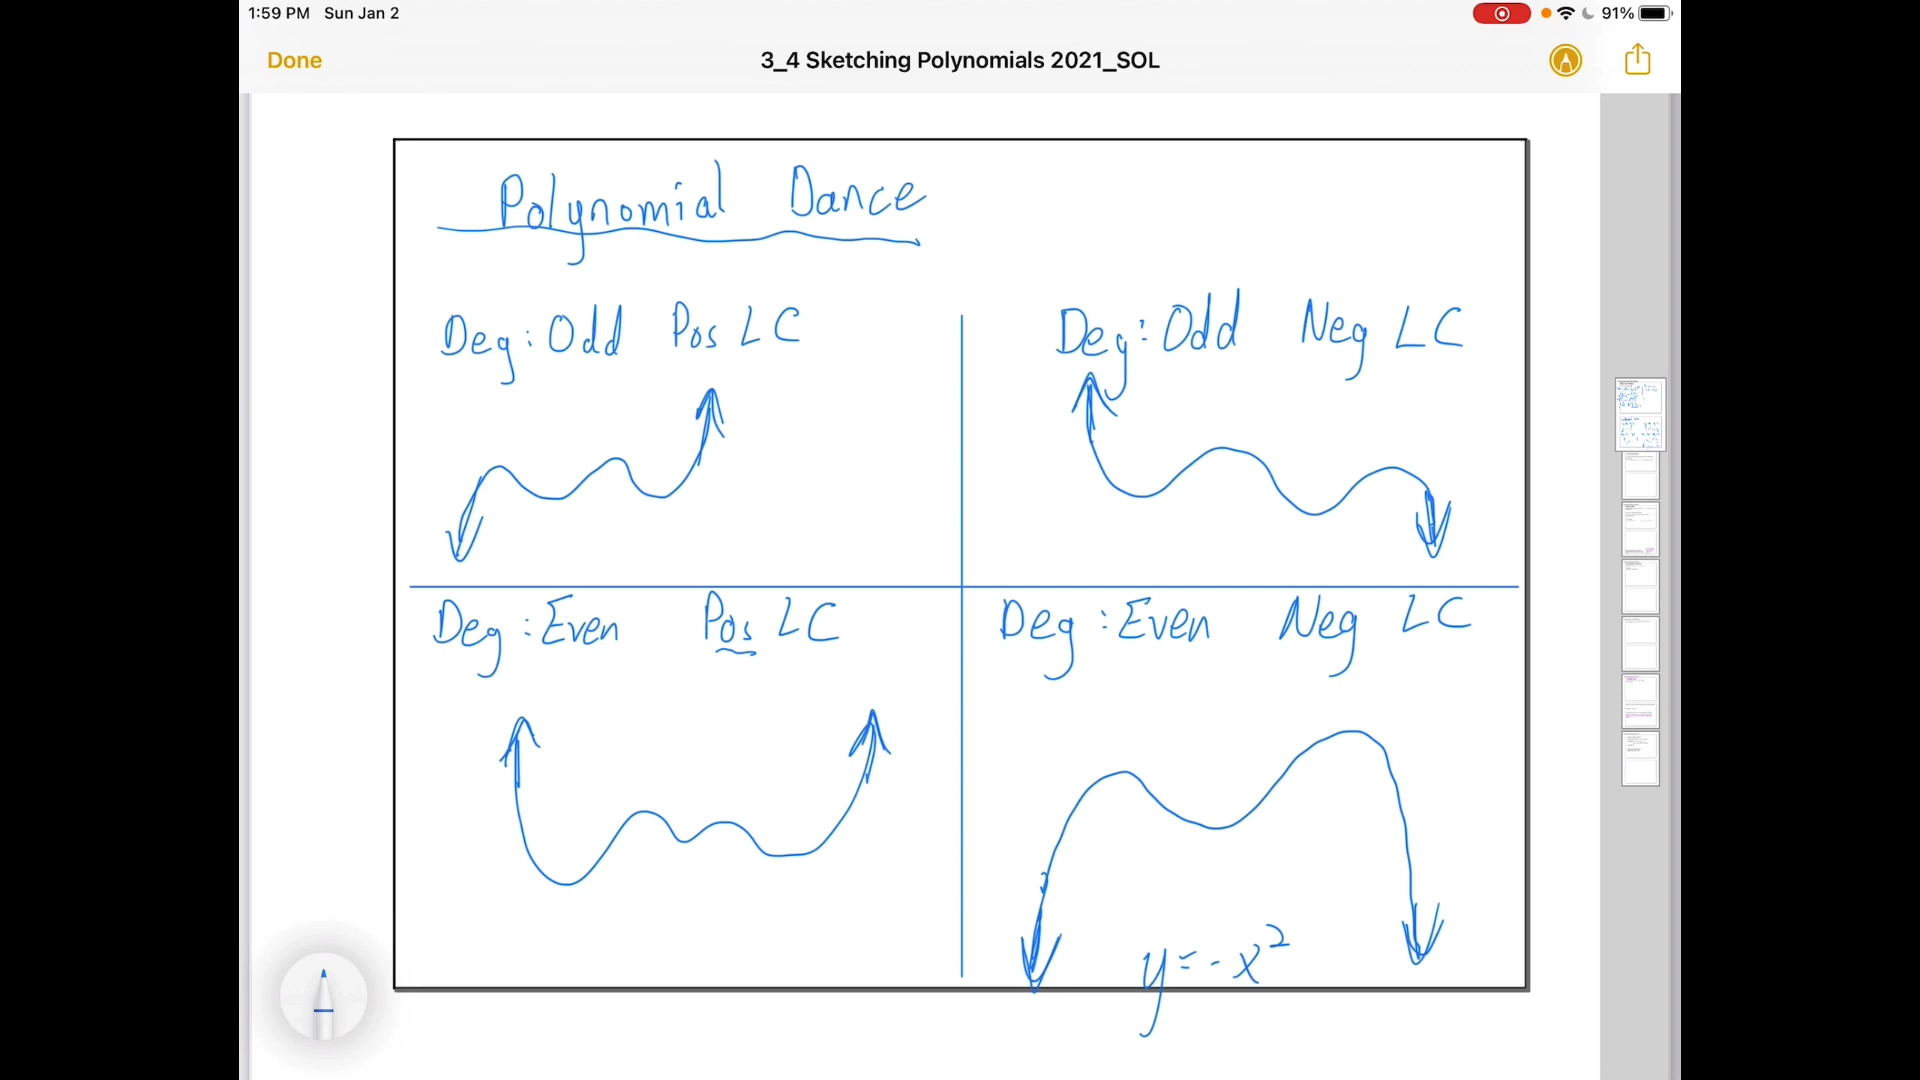 1:59 PM Sun Jan 2
91%
Done
3_4 Sketching Polynomials 2021_SOL
Polynomial Dance
Deg: Odd Pos LC
Deg: Odd Neg LC
Deg: Even Pos LC
Deg: Even Neg LC
y = -x²